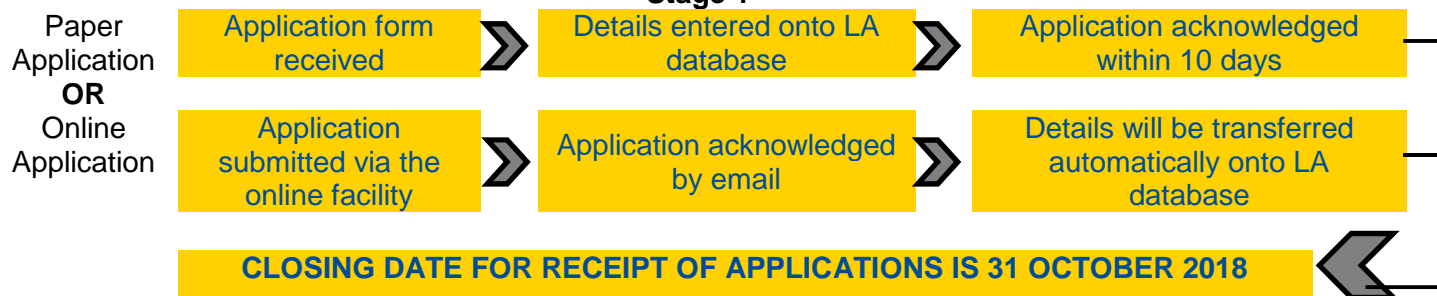 Paper
Application
OR
Online
Application
Application form
received
Details entered onto LA
database
Application acknowledged
within 10 days
Application
submitted via the
online facility
Application acknowledged
by email
Details will be transferred
automatically onto LA
database
CLOSING DATE FOR RECEIPT OF APPLICATIONS IS 31 OCTOBER 2018